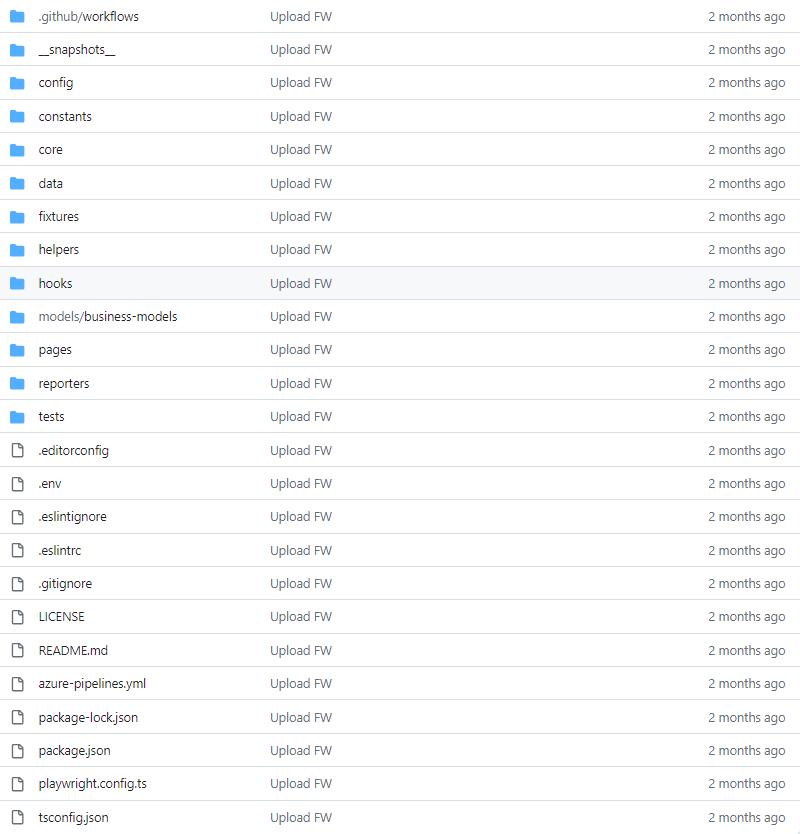 .github/workflows Upload FW 2 months ago
__snapshots__ Upload FW 2 months ago
config Upload FW 2 months ago
constants Upload FW 2 months ago
core Upload FW 2 months ago
data Upload FW 2 months ago
fixtures Upload FW 2 months ago
helpers Upload FW 2 months ago
hooks Upload FW 2 months ago
models/business-models Upload FW 2 months ago
pages Upload FW 2 months ago
reporters Upload FW 2 months ago
tests Upload FW 2 months ago
.editorconfig Upload FW 2 months ago
.env Upload FW 2 months ago
.eslintignore Upload FW 2 months ago
.eslintrc Upload FW 2 months ago
.gitignore Upload FW 2 months ago
LICENSE Upload FW 2 months ago
README.md Upload FW 2 months ago
azure-pipelines.yml Upload FW 2 months ago
package-lock.json Upload FW 2 months ago
package.json Upload FW 2 months ago
playwright.config.ts Upload FW 2 months ago
tsconfig.json Upload FW 2 months ago